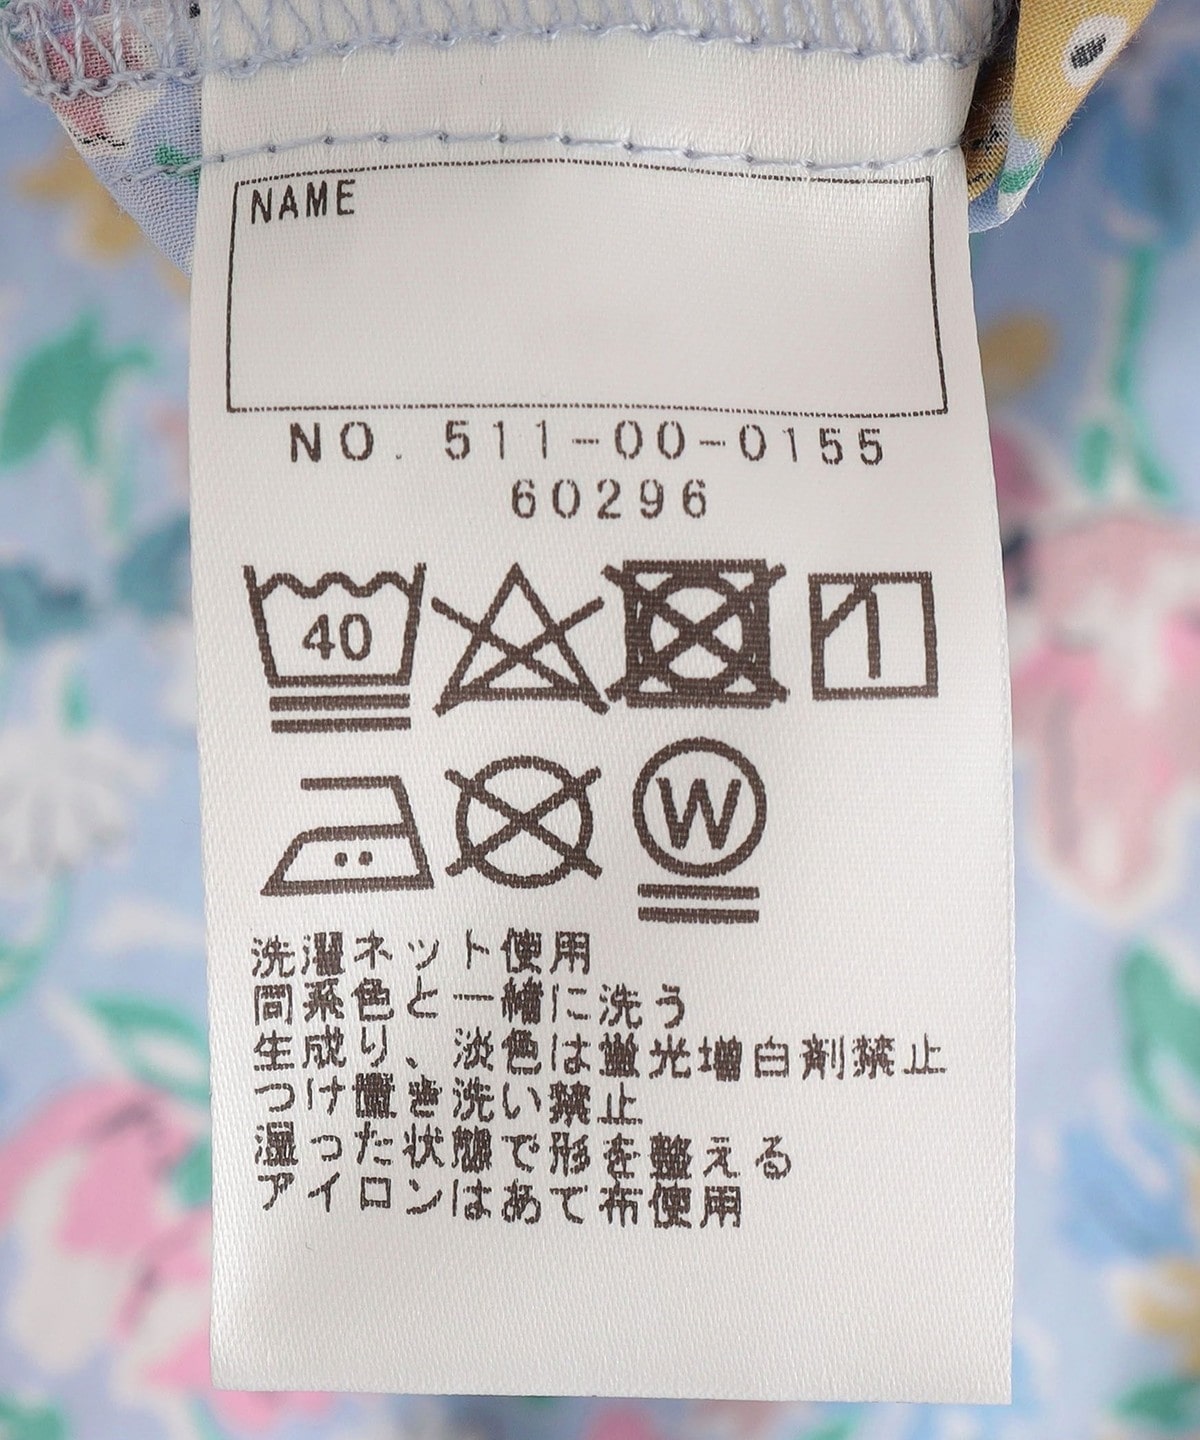 NAME
NO. 511-00-0155
60296
40
W
洗濯ネット使用
同系色と一緒に洗う
生成り、淡色は蛍光増白剤禁止
つけ置き洗い禁止
湿った状態で形を整える
アイロンはあて布使用